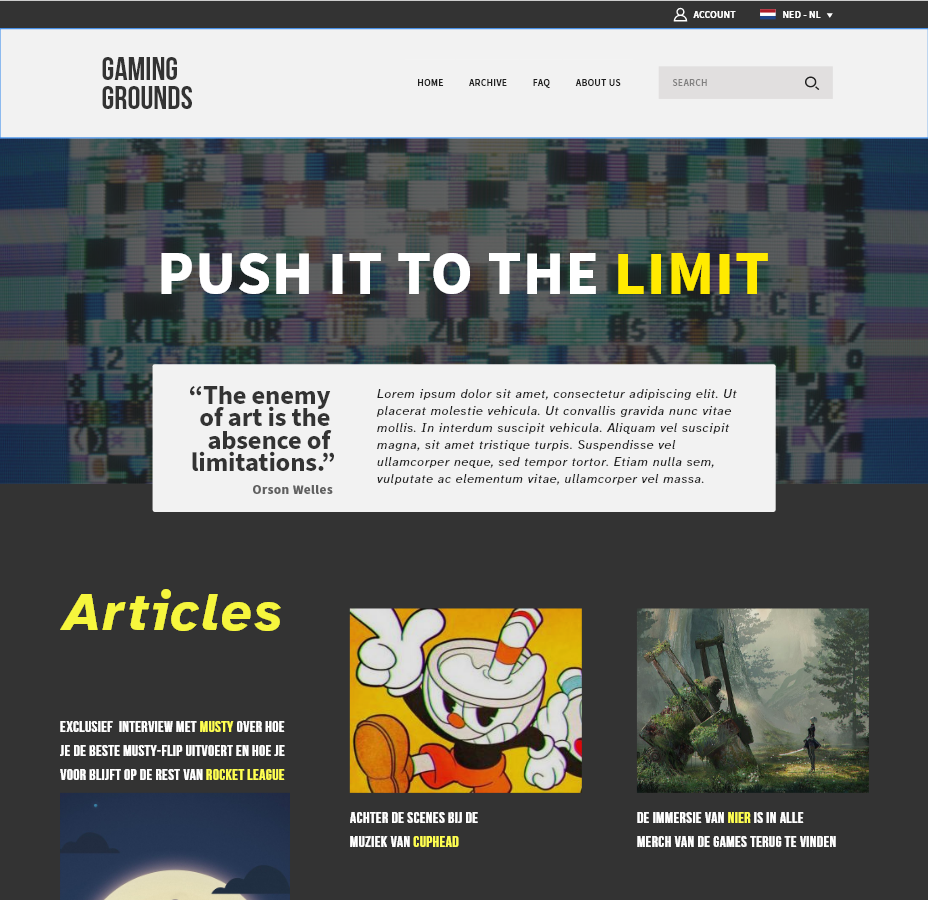 ACCOUNT
NED - NL
GAMING
GROUNDS
HOME
ARCHIVE
FAQ
ABOUT US
SEARCH
PUSH IT TO THE LIMIT
“The enemy
of art is the
absence of
limitations.”
Orson Welles
Lorem ipsum dolor sit amet, consectetur adipiscing elit. Ut
placerat molestie vehicula. Ut convallis gravida nunc vitae
mollis. In interdum suscipit vehicula. Aliquam vel suscipit
magna, sit amet tristique turpis. Suspendisse vel
ullamcorper neque, sed tempor tortor. Etiam nulla sem,
vulputate ac elementum vitae, ullamcorper vel massa.
Articles
EXCLUSIEF INTERVIEW MET MUSTY OVER HOE
JE DE BESTE MUSTY-FLIP UITVOERT EN HOE JE
VOOR BLIJFT OP DE REST VAN ROCKET LEAGUE
ACHTER DE SCENES BIJ DE
MUZIEK VAN CUPHEAD
DE IMMERSIE VAN NIER IS IN ALLE
MERCH VAN DE GAMES TERUG TE VINDEN